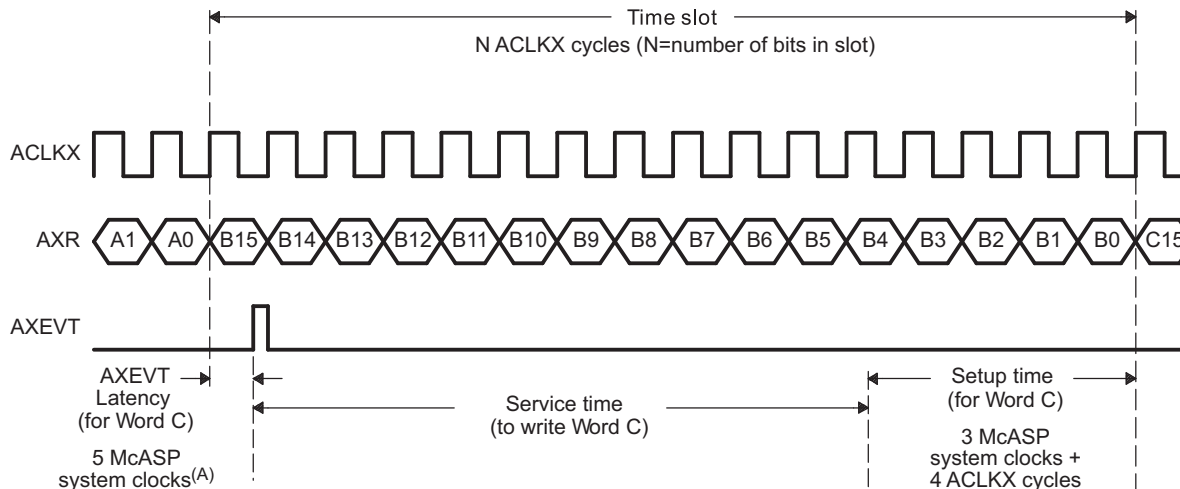 Time slot
N ACLKX cycles (N=number of bits in slot)
ACLKX
AXR
A1 A0 B15 B14 B13 B12 B11 B10 B9 B8 B7 B6 B5 B4 B3 B2 B1 B0 C15
AXEVT
AXEVT
Latency
(for Word C)
5 McASP
system clocks(A)
Service time
(to write Word C)
Setup time
(for Word C)
3 McASP
system clocks +
4 ACLKX cycles